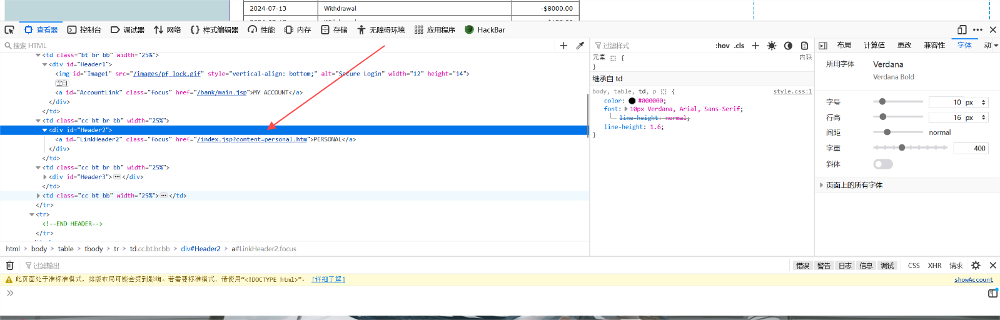 2024-07-13 Withdrawal -$8000.00
查看器 控制台 调试器 网络 {} 样式编辑器 性能 内存 存储 无障碍环境 应用程序 HackBar
搜索 HTML
<td class="bt br bb" width="25%">
<div id="Header1">
<img id="Image1" src="/images/pf_lock.gif" style="vertical-align: bottom;" alt="Secure Login" width="12" height="14">
空白
<a id="AccountLink" class="focus" href="/bank/main.jsp">MY ACCOUNT</a>
</div>
</td>
<td class="cc bt br bb" width="25%">
<div id="Header2">
<a id="LinkHeader2" class="focus" href="/index.jsp?content=personal.htm">PERSONAL</a>
</div>
</td>
<td class="cc bt br bb" width="25%">
<div id="Header3">⋯</div>
</td>
<td class="cc bt bb" width="25%">⋯</td>
</tr>
<tr>
<!--END HEADER-->
</tr>
html > body > table > tbody > tr > td.cc.bt.br.bb > div#Header2 > a#LinkHeader2.focus
过滤样式 :hov .cls +
元素 { 内联
}
继承自 td
body, table, td, p { style.css:1
color: #000000;
font: 10px Verdana, Arial, Sans-Serif;
line-height: normal;
line-height: 1.6;
}
布局 计算值 更改 兼容性 字体 动
所用字体 Verdana
Verdana Bold
字号 10 px
行高 16 px
间距 normal
字重 400
斜体
页面上的所有字体
过滤输出 错误 警告 日志 信息 调试 CSS XHR 请求
此页面处于准标准模式，排版布局可能会受到影响。若需要标准模式，请使用“<!DOCTYPE html>”。 [详细了解] showAccount
>>